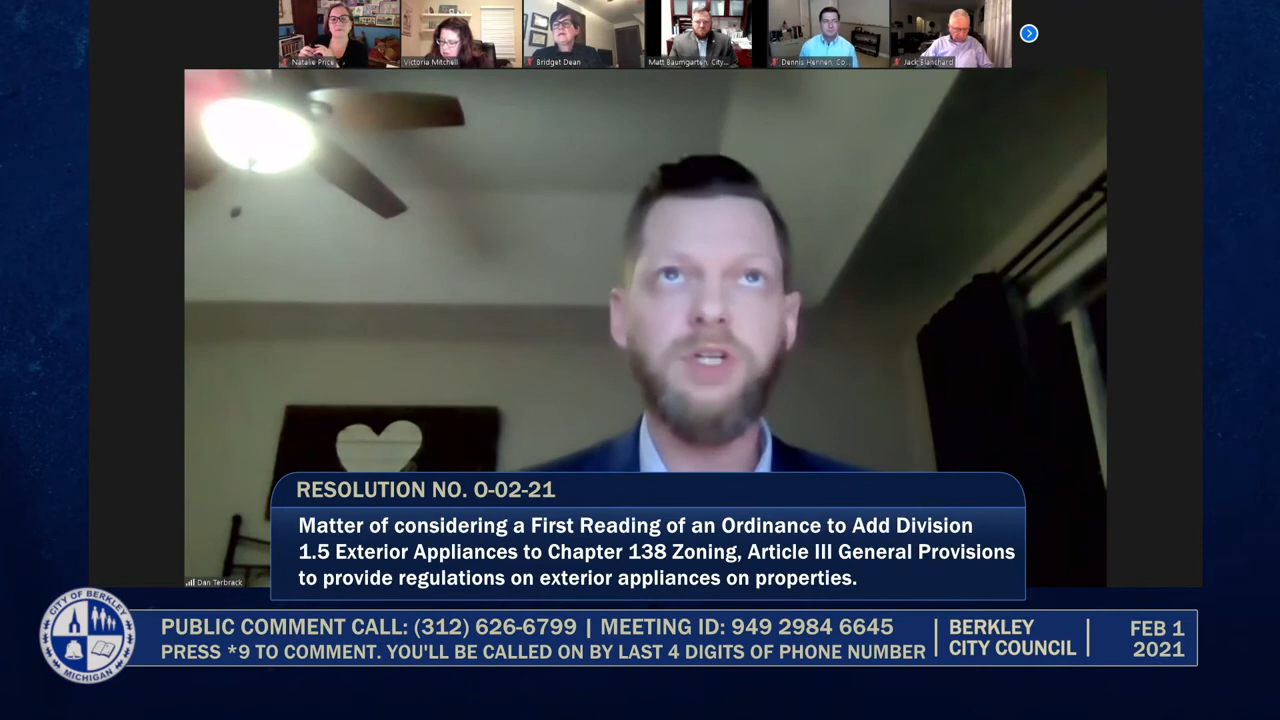 Natalie Price
Victoria Mitchell
Bridget Dean
Matt Baumgarten, City...
Dennis Hennen, Co...
Jack Blanchard
Dan Terbrack
RESOLUTION NO. O-02-21
Matter of considering a First Reading of an Ordinance to Add Division
1.5 Exterior Appliances to Chapter 138 Zoning, Article III General Provisions
to provide regulations on exterior appliances on properties.
CITY OF BERKLEY
MICHIGAN
PUBLIC COMMENT CALL: (312) 626-6799 | MEETING ID: 949 2984 6645
PRESS *9 TO COMMENT. YOU'LL BE CALLED ON BY LAST 4 DIGITS OF PHONE NUMBER
BERKLEY
CITY COUNCIL
FEB 1
2021